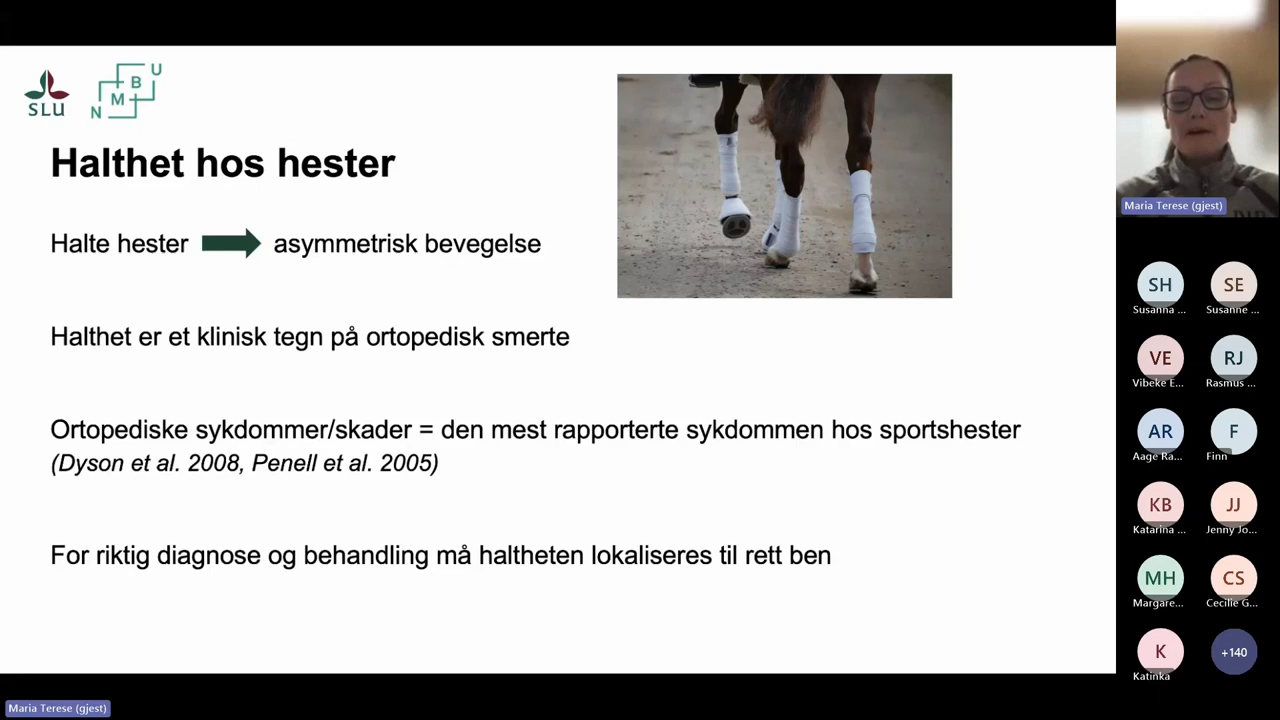 SLU
N M B U
Halthet hos hester
Halte hester asymmetrisk bevegelse
Halthet er et klinisk tegn på ortopedisk smerte
Ortopediske sykdommer/skader = den mest rapporterte sykdommen hos sportshester
(Dyson et al. 2008, Penell et al. 2005)
For riktig diagnose og behandling må haltheten lokaliseres til rett ben
Maria Terese (gjest)
SH SE
Susanna ... Susanne ...
VE RJ
Vibeke E... Rasmus ...
AR F
Aage Ra... Finn
KB JJ
Katarina ... Jenny Jo...
MH CS
Margare... Cecilie G...
K +140
Katinka
Maria Terese (gjest)